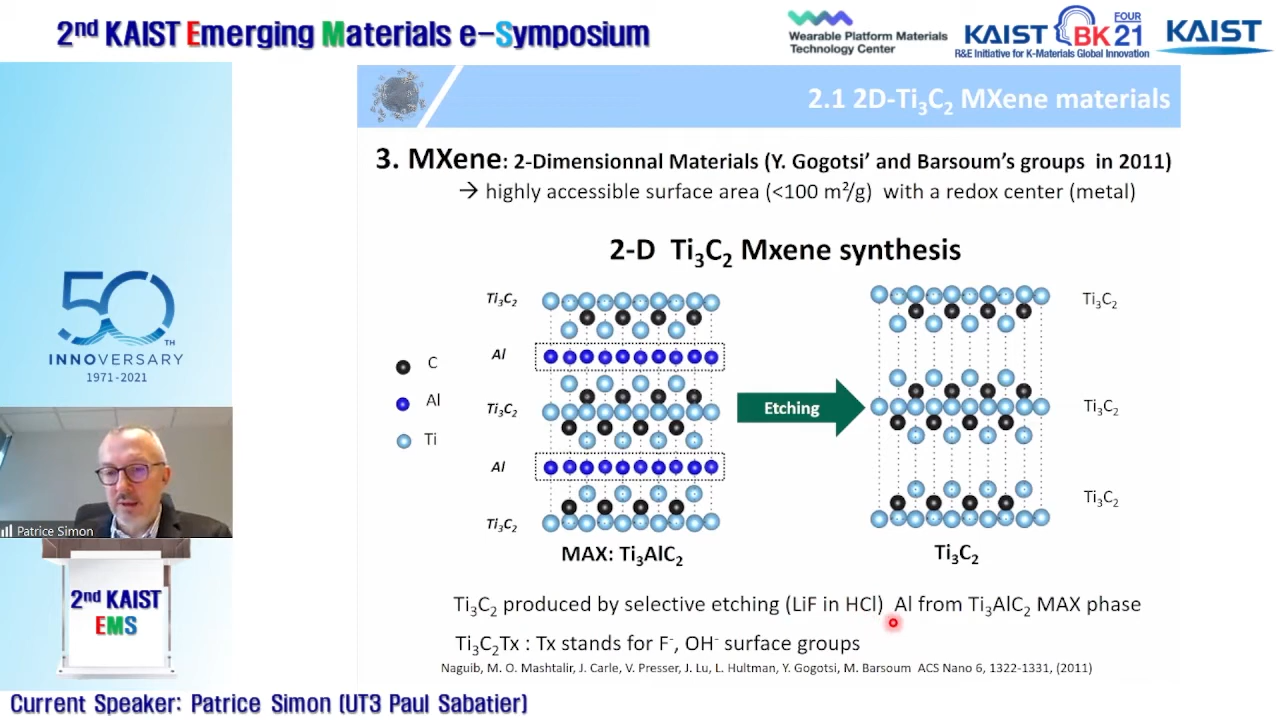 2nd KAIST Emerging Materials e-Symposium
Wearable Platform Materials
Technology Center
KAIST BK FOUR 21
R&E Initiative for K-Materials Global Innovation
KAIST
2.1 2D-Ti3C2 MXene materials
3. MXene: 2-Dimensionnal Materials (Y. Gogotsi’ and Barsoum’s groups in 2011)
→ highly accessible surface area (<100 m²/g) with a redox center (metal)
2-D Ti3C2 Mxene synthesis
Ti3C2
Al
Ti3C2
Al
Ti3C2
C
Al
Ti
Etching
Ti3C2
Ti3C2
Ti3C2
MAX: Ti3AlC2
Ti3C2
Ti3C2 produced by selective etching (LiF in HCl) Al from Ti3AlC2 MAX phase
Ti3C2Tx : Tx stands for F-, OH- surface groups
Naguib, M. O. Mashtalir, J. Carle, V. Presser, J. Lu, L. Hultman, Y. Gogotsi, M. Barsoum ACS Nano 6, 1322-1331, (2011)
50TH
INNOVERSARY
1971-2021
Patrice Simon
2nd KAIST
EMS
Current Speaker: Patrice Simon (UT3 Paul Sabatier)